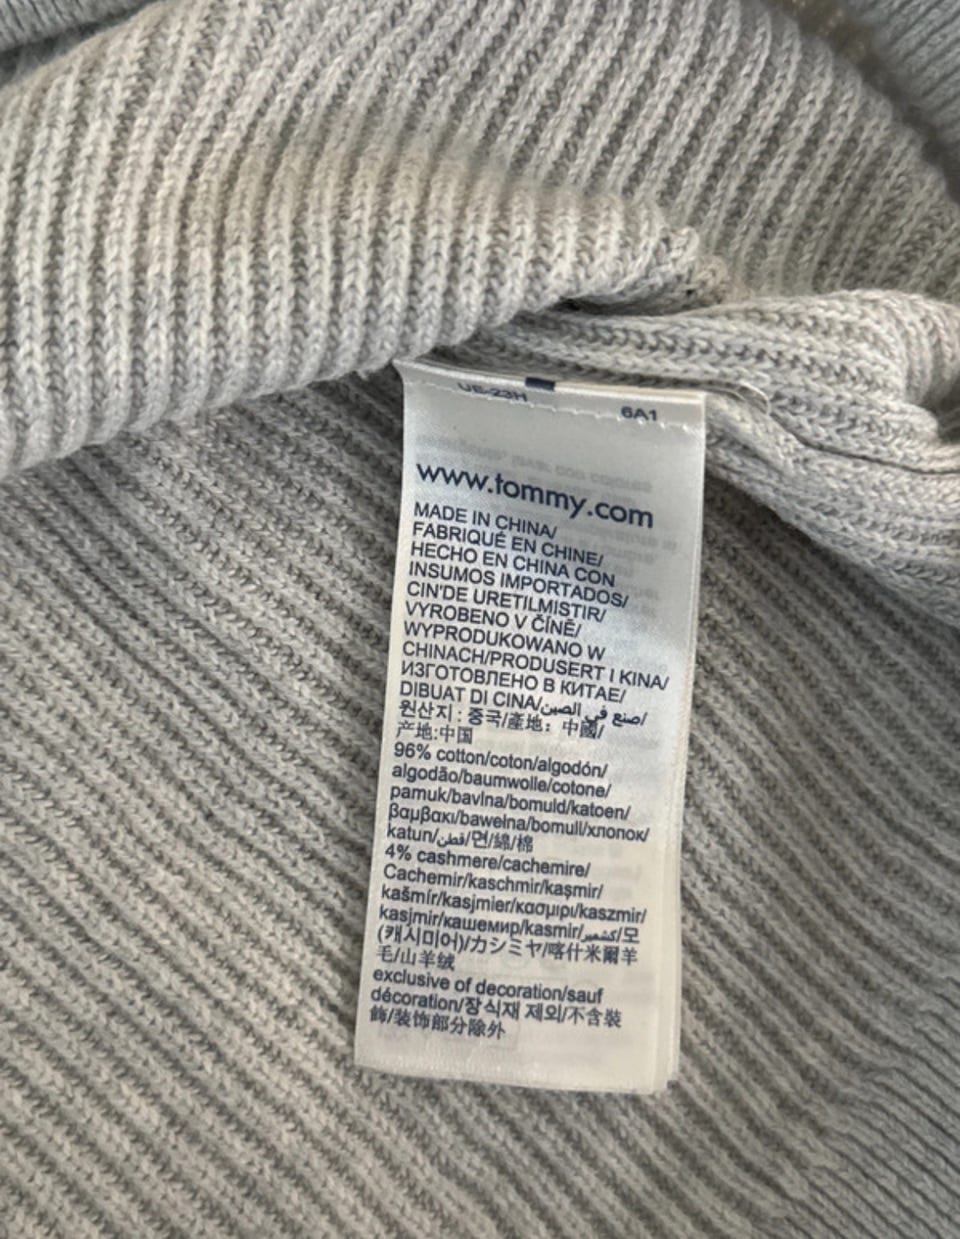 UE-23H 6A1
www.tommy.com
MADE IN CHINA/
FABRIQUÉ EN CHINE/
HECHO EN CHINA CON
INSUMOS IMPORTADOS/
CIN'DE URETILMISTIR/
VYROBENO V ČÍNĚ/
WYPRODUKOWANO W
CHINACH/PRODUSERT I KINA/
ИЗГОТОВЛЕНО В КИТАЕ/
DIBUAT DI CINA/صنع في الصين/
원산지: 중국/產地: 中國/
产地:中国
96% cotton/coton/algodón/
algodão/baumwolle/cotone/
pamuk/bavlna/bomuld/katoen/
βαμβακι/bawełna/bomull/хлопок/
katun/قطن/면/綿/棉
4% cashmere/cachemire/
Cachemir/kaschmir/kaşmir/
kašmír/kasjmier/κασμιρι/kaszmir/
kasjmir/кашемир/kasmir/كشمير/모
(캐시미어)/カシミヤ/喀什米爾羊
毛/山羊绒
exclusive of decoration/sauf
décoration/장식재 제외/不含裝
飾/装饰部分除外